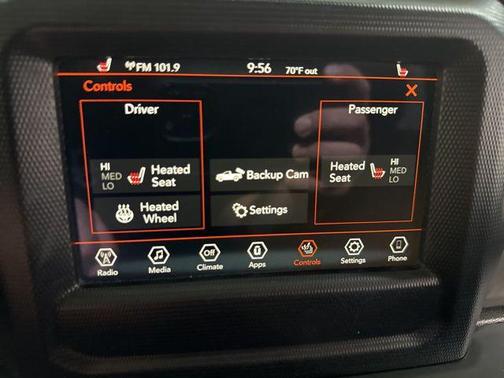 FM 101.9 9:56 70°F out
Controls X
Driver
Passenger
HI
MED
LO
Heated
Seat
Backup Cam
Heated
Seat
HI
MED
LO
Heated
Wheel
Settings
Radio
Media
Off
Climate
Apps
Controls
Settings
Phone